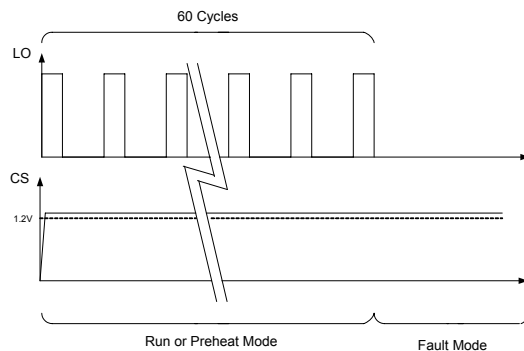 60 Cycles
LO
CS
1.2V
Run or Preheat Mode
Fault Mode